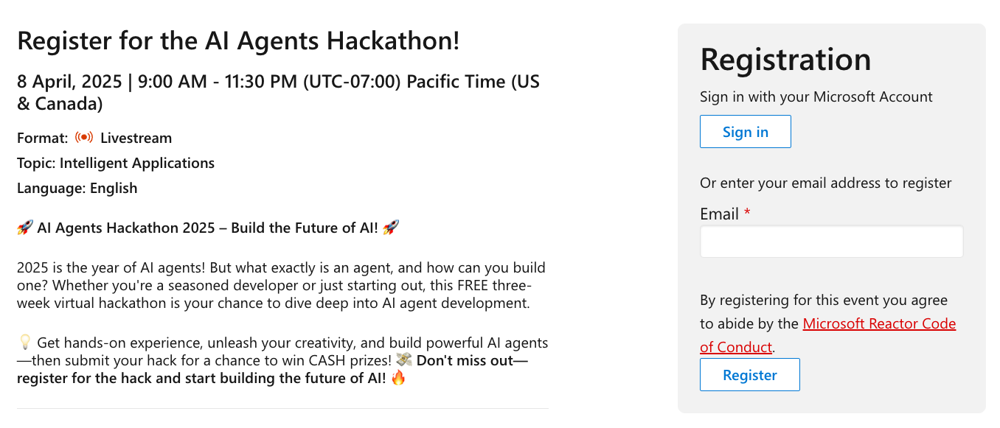 Register for the AI Agents Hackathon!
8 April, 2025 | 9:00 AM - 11:30 PM (UTC-07:00) Pacific Time (US
& Canada)
Format: Livestream
Topic: Intelligent Applications
Language: English
🚀 AI Agents Hackathon 2025 – Build the Future of AI! 🚀
2025 is the year of AI agents! But what exactly is an agent, and how can you build
one? Whether you're a seasoned developer or just starting out, this FREE three-
week virtual hackathon is your chance to dive deep into AI agent development.
💡 Get hands-on experience, unleash your creativity, and build powerful AI agents
—then submit your hack for a chance to win CASH prizes! 💸 Don't miss out—
register for the hack and start building the future of AI! 🔥
Registration
Sign in with your Microsoft Account
Sign in
Or enter your email address to register
Email *
By registering for this event you agree
to abide by the Microsoft Reactor Code
of Conduct.
Register